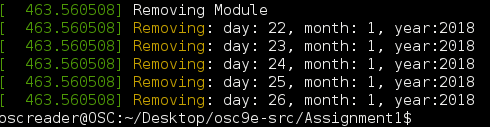 [  463.560508] Removing Module
[  463.560508] Removing: day: 22, month: 1, year:2018
[  463.560508] Removing: day: 23, month: 1, year:2018
[  463.560508] Removing: day: 24, month: 1, year:2018
[  463.560508] Removing: day: 25, month: 1, year:2018
[  463.560508] Removing: day: 26, month: 1, year:2018
oscreader@OSC:~/Desktop/osc9e-src/Assignment1$